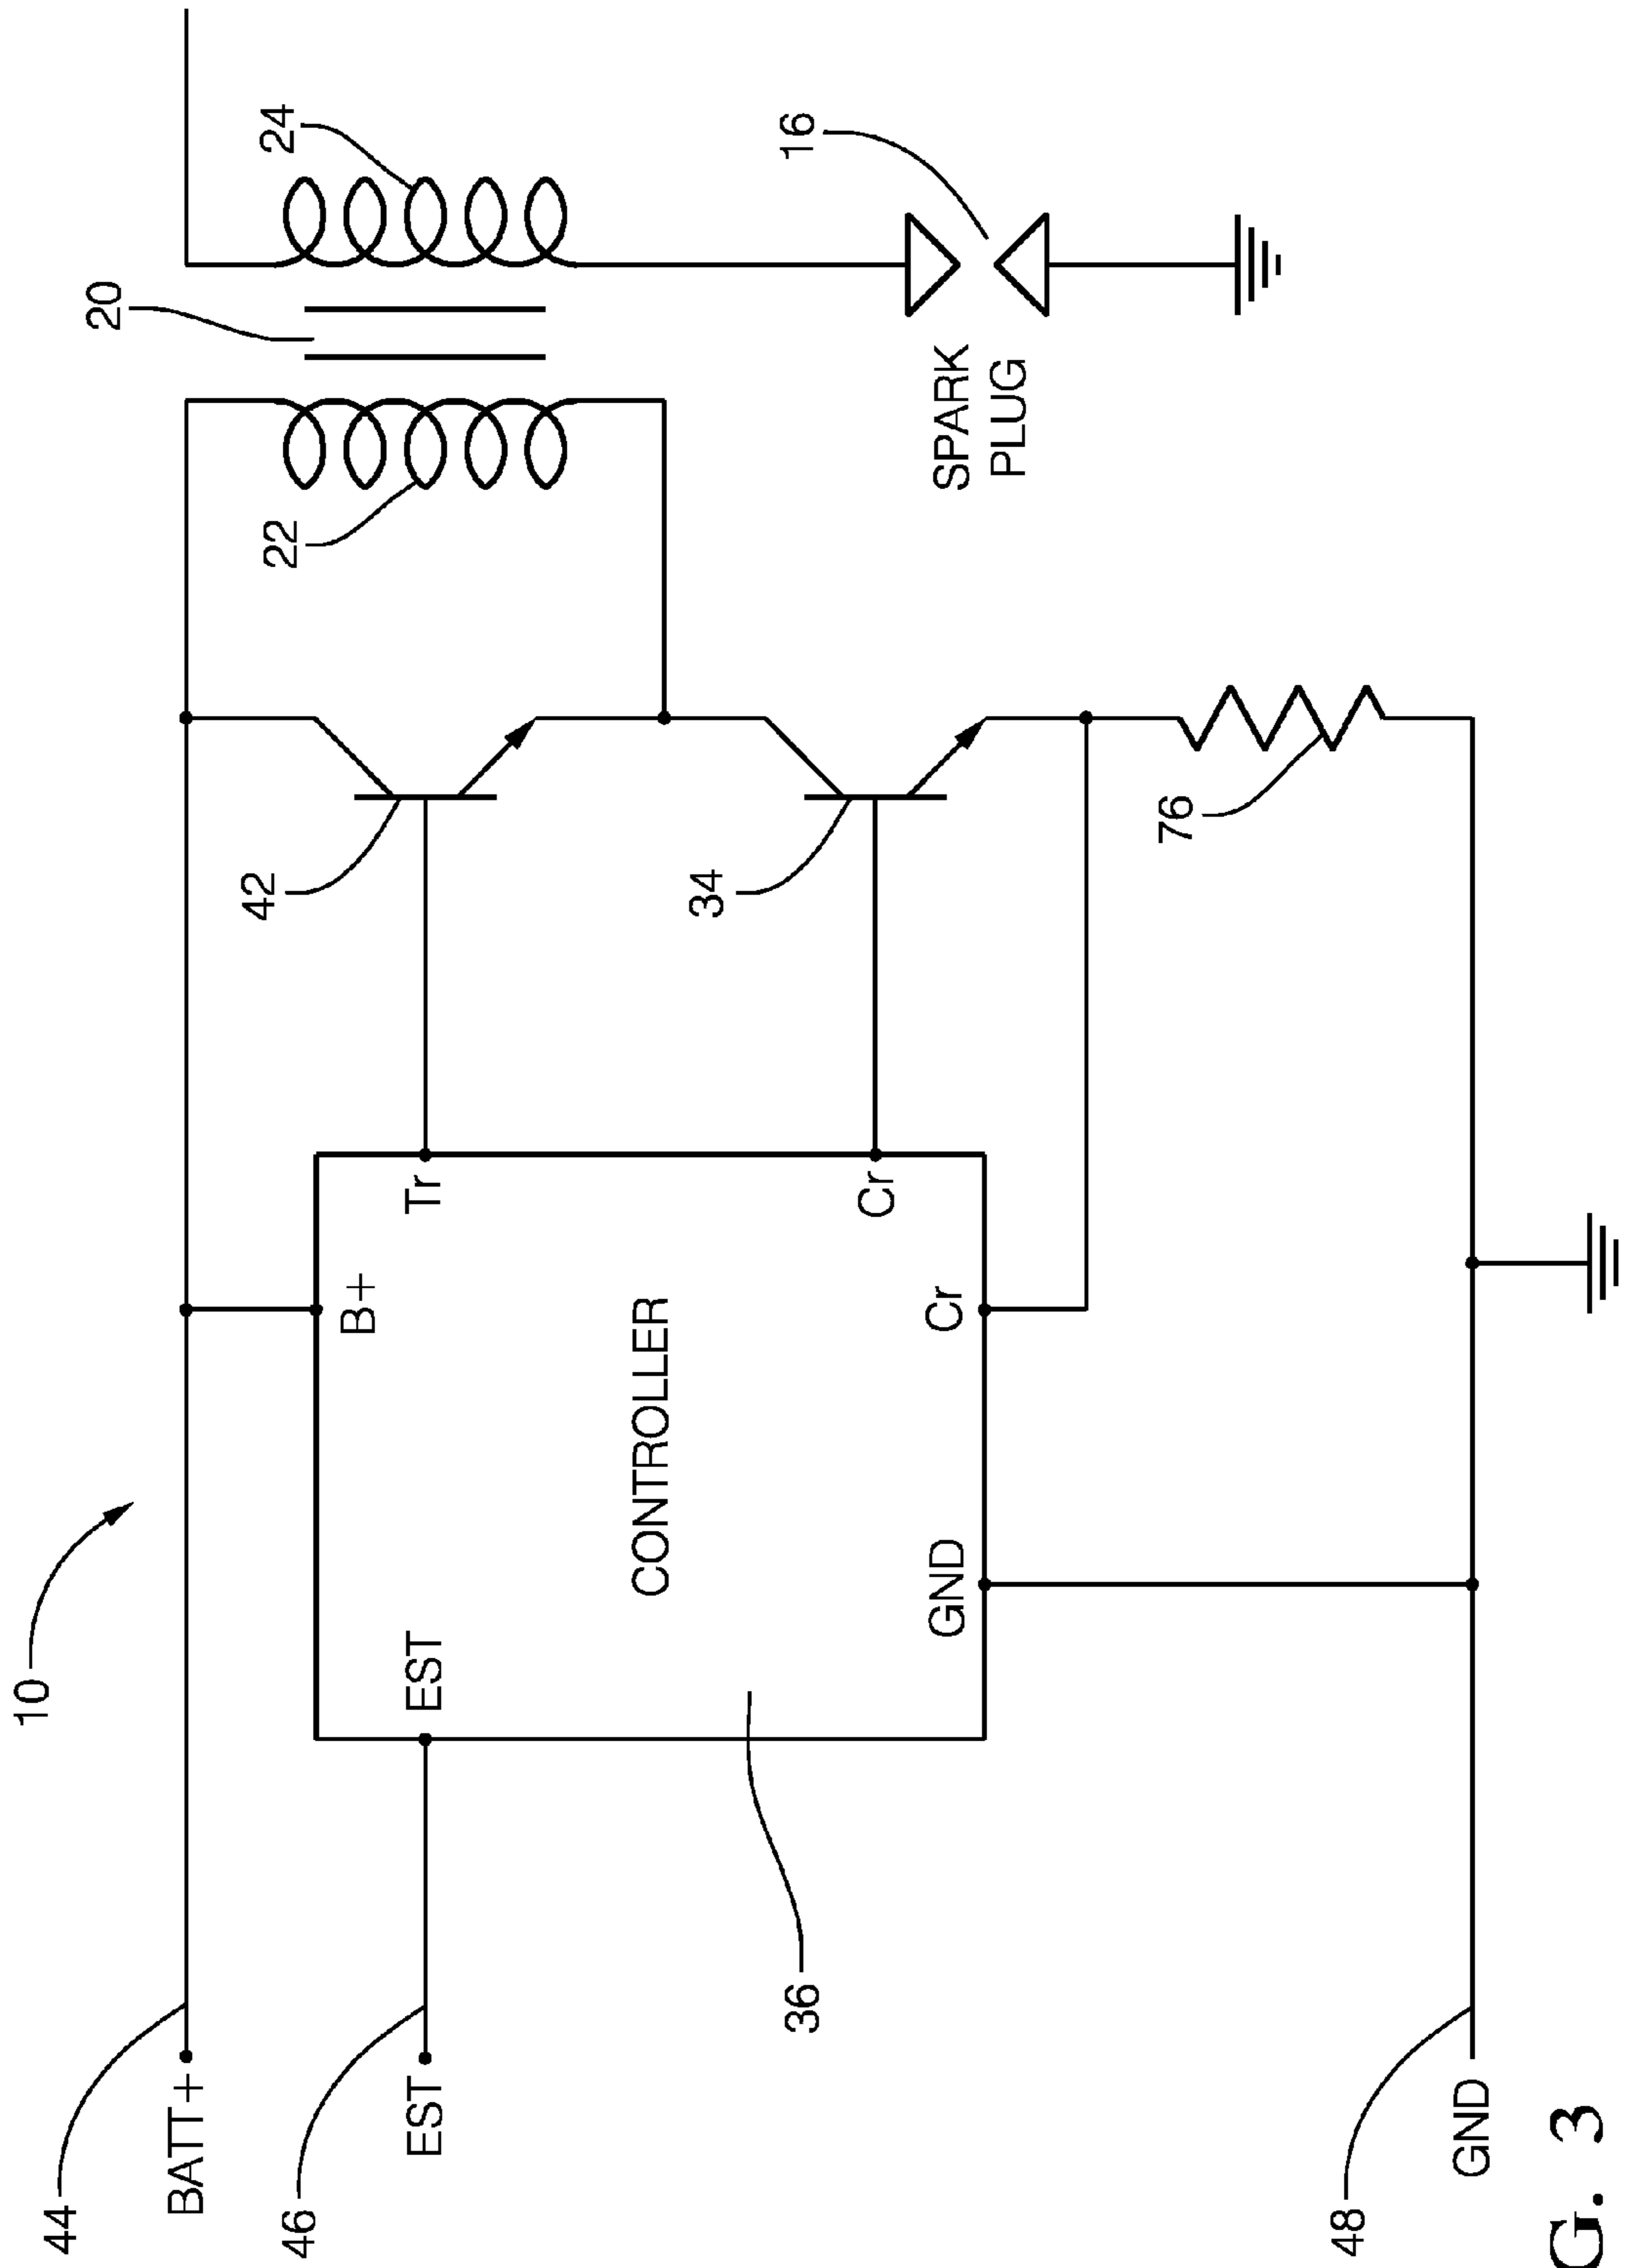 10
44
BATT+
46
EST
EST
36
CONTROLLER
B+
Tr
Cr
Cr
GND
42
34
76
22
20
24
16
SPARK
PLUG
48
GND
G. 3